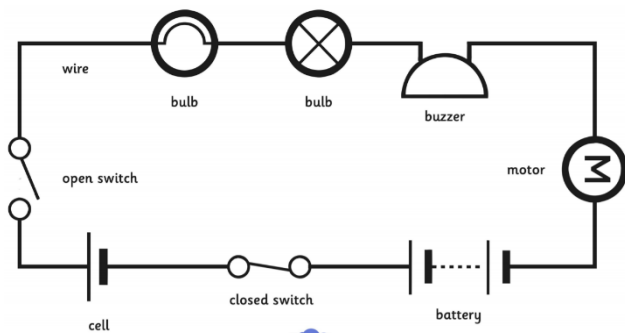 wire
bulb
bulb
buzzer
open switch
motor
M
cell
closed switch
battery